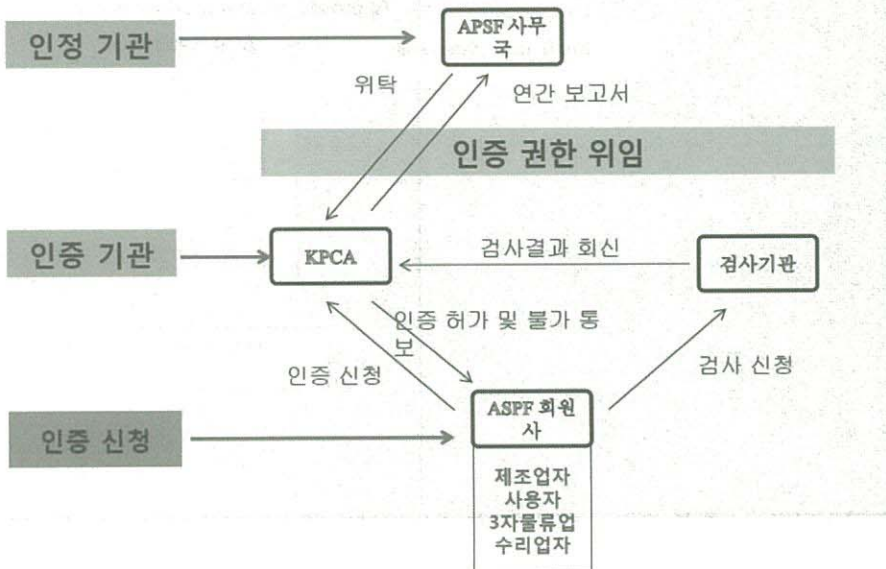 인정 기관
APSF 사무
국
위탁
연간 보고서
인증 권한 위임
인증 기관
KPCA
검사결과 회신
검사기관
인증 허가 및 불가 통
보
인증 신청
검사 신청
ASPF 회원
사
인증 신청
제조업자
사용자
3자물류업
수리업자